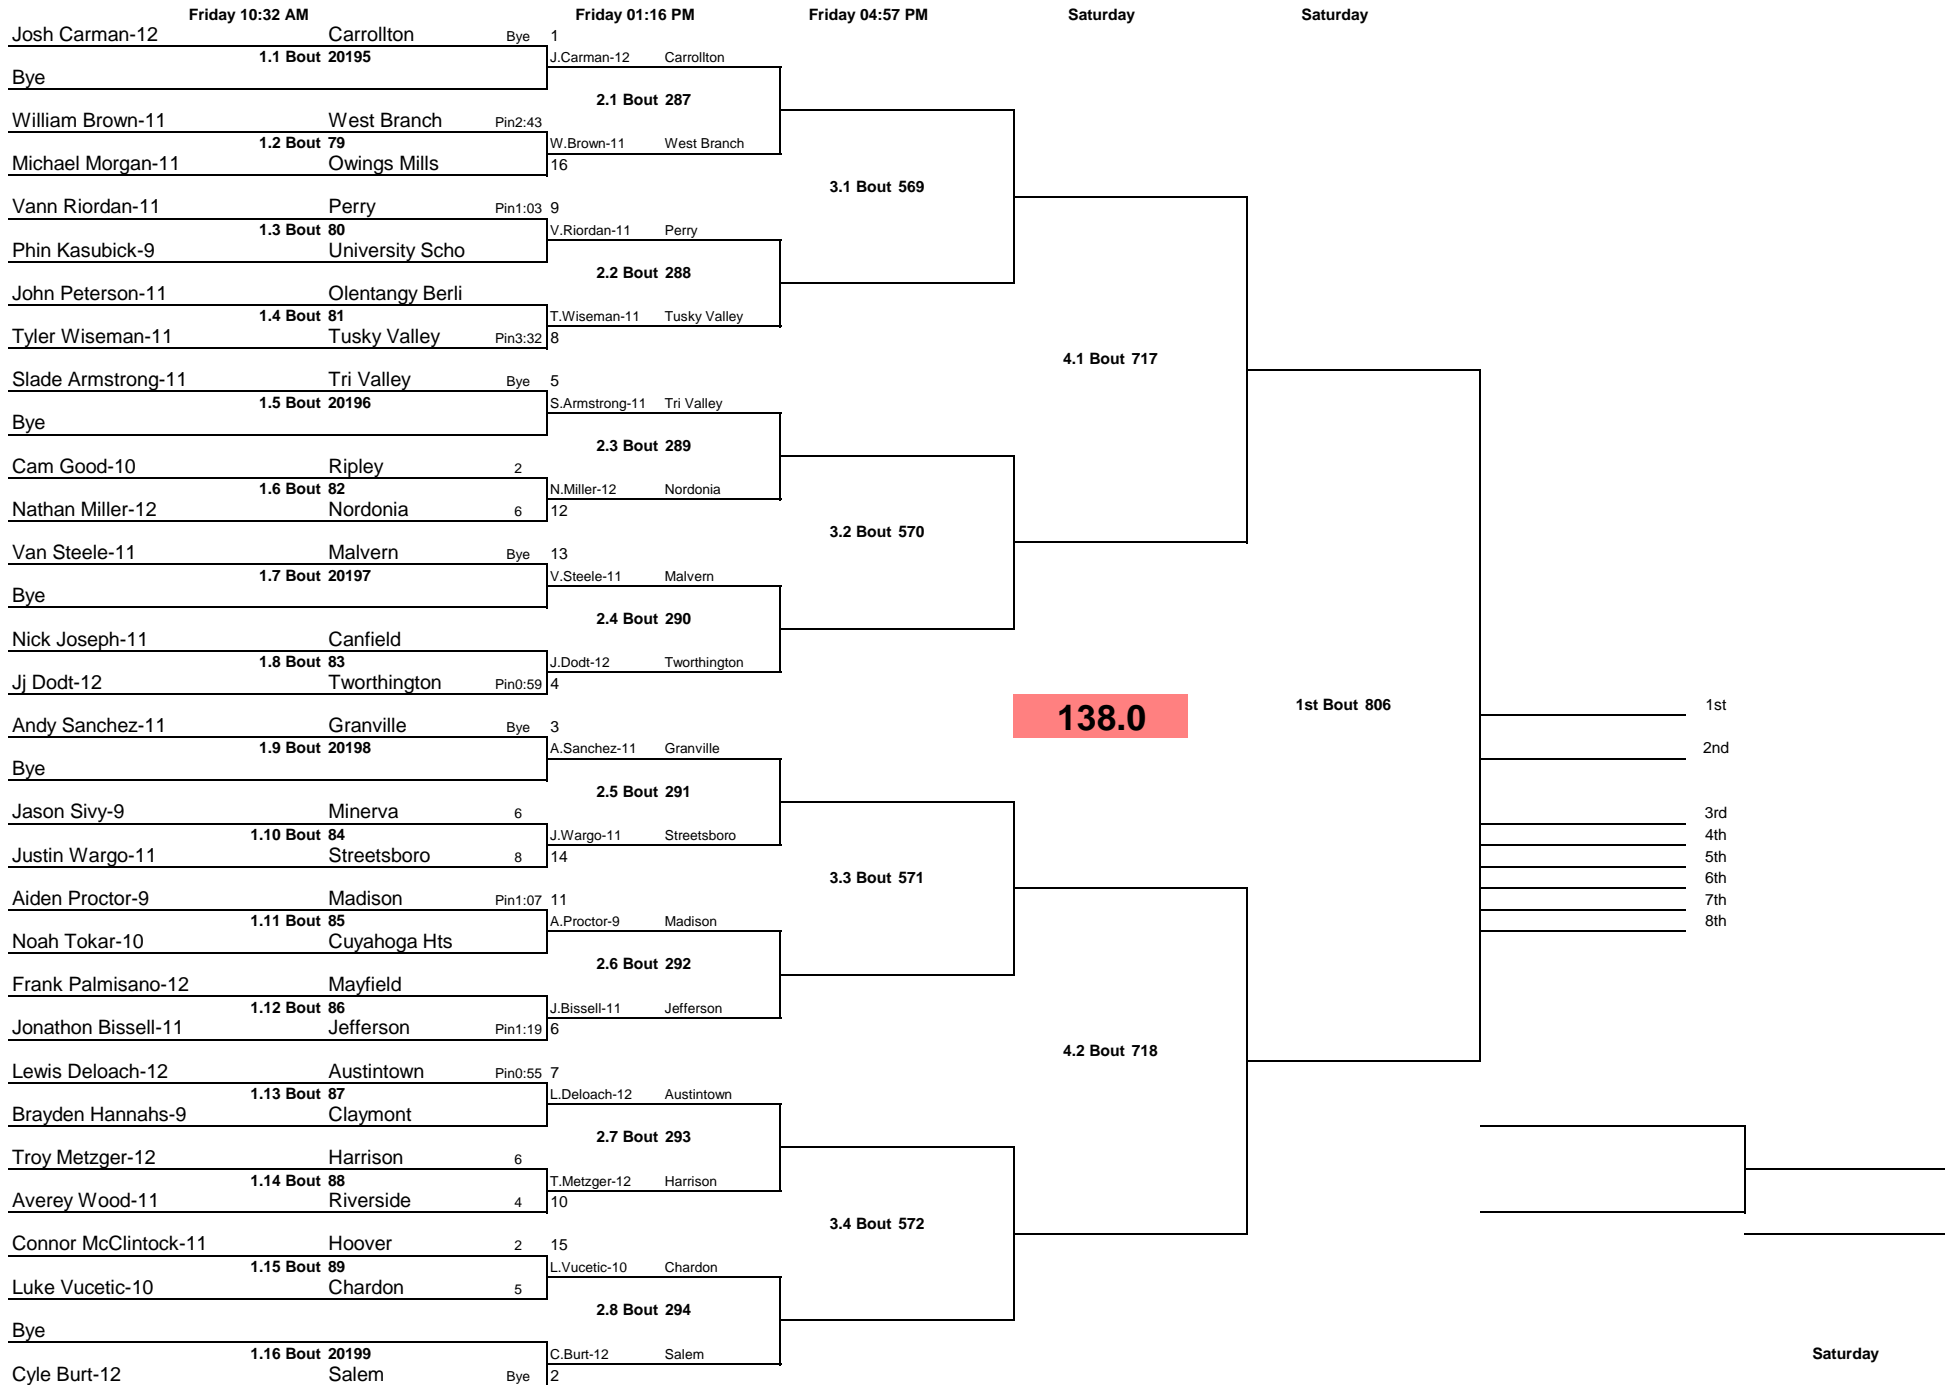 Friday 10:32 AM Friday 01:16 PM Friday 04:57 PM Saturday Saturday
Josh Carman-12 Carrollton Bye 1
1.1 Bout 20195 J.Carman-12 Carrollton
Bye
2.1 Bout 287
William Brown-11 West Branch Pin2:43
1.2 Bout 79 W.Brown-11 West Branch
Michael Morgan-11 Owings Mills 16
3.1 Bout 569
Vann Riordan-11 Perry Pin1:03 9
1.3 Bout 80 V.Riordan-11 Perry
Phin Kasubick-9 University Scho
2.2 Bout 288
John Peterson-11 Olentangy Berli
1.4 Bout 81 T.Wiseman-11 Tusky Valley
Tyler Wiseman-11 Tusky Valley Pin3:32 8
4.1 Bout 717
Slade Armstrong-11 Tri Valley Bye 5
1.5 Bout 20196 S.Armstrong-11 Tri Valley
Bye
2.3 Bout 289
Cam Good-10 Ripley 2
1.6 Bout 82 N.Miller-12 Nordonia
Nathan Miller-12 Nordonia 6 12
3.2 Bout 570
Van Steele-11 Malvern Bye 13
1.7 Bout 20197 V.Steele-11 Malvern
Bye
2.4 Bout 290
Nick Joseph-11 Canfield
1.8 Bout 83 J.Dodt-12 Tworthington
Jj Dodt-12 Tworthington Pin0:59 4
138.0 1st Bout 806 1st
Andy Sanchez-11 Granville Bye 3
1.9 Bout 20198 A.Sanchez-11 Granville 2nd
Bye
2.5 Bout 291
Jason Sivy-9 Minerva 6 3rd
1.10 Bout 84 J.Wargo-11 Streetsboro 4th
Justin Wargo-11 Streetsboro 8 14 5th
3.3 Bout 571 6th
Aiden Proctor-9 Madison Pin1:07 11 7th
1.11 Bout 85 A.Proctor-9 Madison 8th
Noah Tokar-10 Cuyahoga Hts
2.6 Bout 292
Frank Palmisano-12 Mayfield
1.12 Bout 86 J.Bissell-11 Jefferson
Jonathon Bissell-11 Jefferson Pin1:19 6
4.2 Bout 718
Lewis Deloach-12 Austintown Pin0:55 7
1.13 Bout 87 L.Deloach-12 Austintown
Brayden Hannahs-9 Claymont
2.7 Bout 293
Troy Metzger-12 Harrison 6
1.14 Bout 88 T.Metzger-12 Harrison
Averey Wood-11 Riverside 4 10
3.4 Bout 572
Connor McClintock-11 Hoover 2 15
1.15 Bout 89 L.Vucetic-10 Chardon
Luke Vucetic-10 Chardon 5
2.8 Bout 294
Bye
1.16 Bout 20199 C.Burt-12 Salem Saturday
Cyle Burt-12 Salem Bye 2